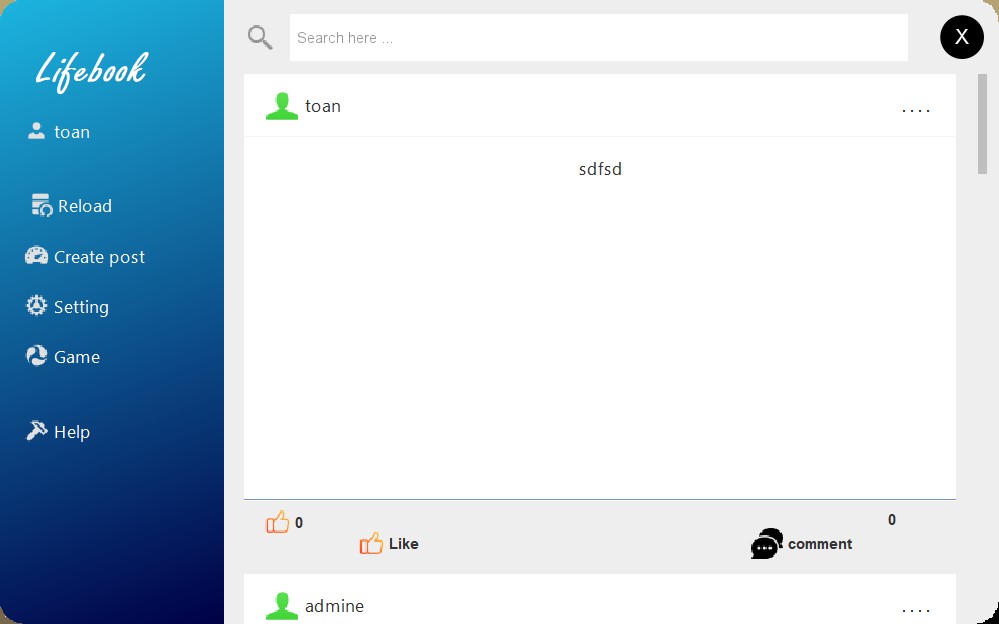 Lifebook
toan
Reload
Create post
Setting
Game
Help
Search here ...
X
toan
....
sdfsd
0
Like
0
comment
admine
....